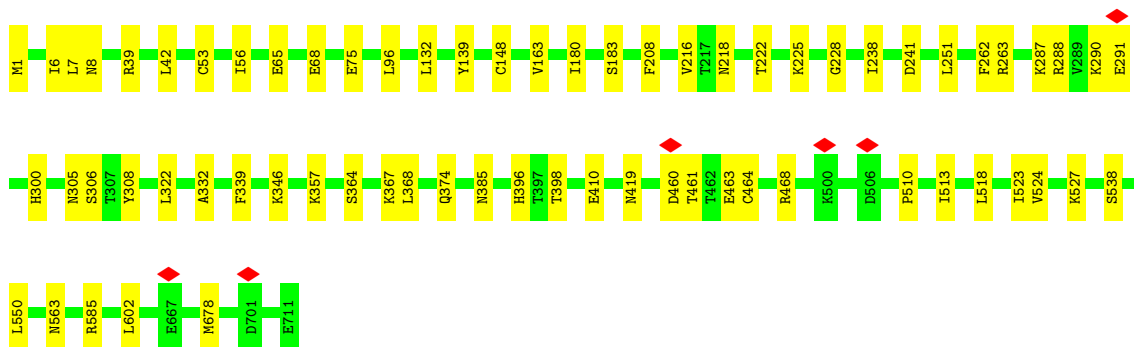 M1 I6 L7 N8 R39 L42 C53 I56 E65 E68 E75 L96 L132 Y139 C148 V163 I180 S183 F208 V216 T217 N218 T222 K225 G228 I238 D241 L251 F262 R263 K287 R288 V289 K290 E291
H300 N305 S306 T307 Y308 L322 A332 F339 K346 K357 S364 K367 L368 Q374 N385 H396 T397 T398 E410 N419 D460 T461 T462 E463 C464 R468 K500 D506 P510 I513 L518 I523 V524 K527 S538
L550 N563 R585 L602 E667 M678 D701 E711